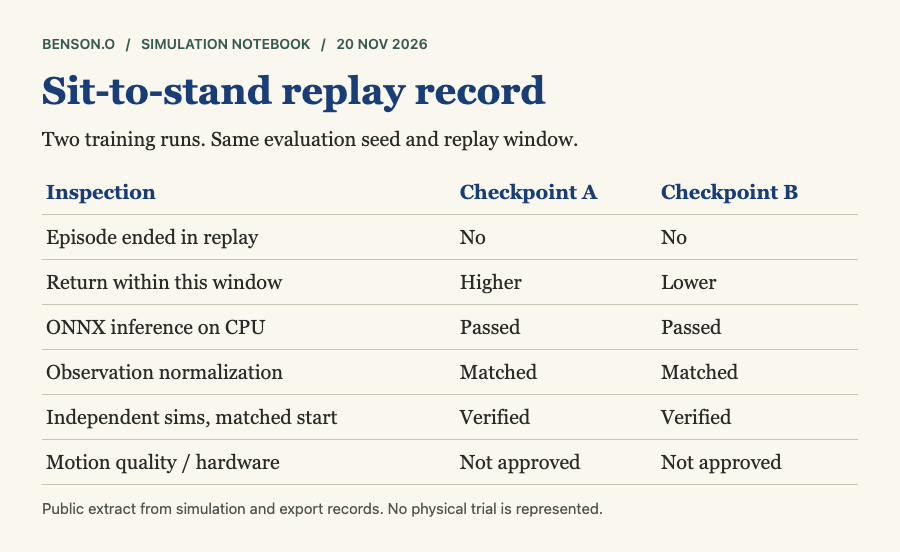 BENSON.O / SIMULATION NOTEBOOK / 20 NOV 2026
Sit-to-stand replay record
Two training runs. Same evaluation seed and replay window.
Inspection Checkpoint A Checkpoint B
Episode ended in replay No No
Return within this window Higher Lower
ONNX inference on CPU Passed Passed
Observation normalization Matched Matched
Independent sims, matched start Verified Verified
Motion quality / hardware Not approved Not approved
Public extract from simulation and export records. No physical trial is represented.